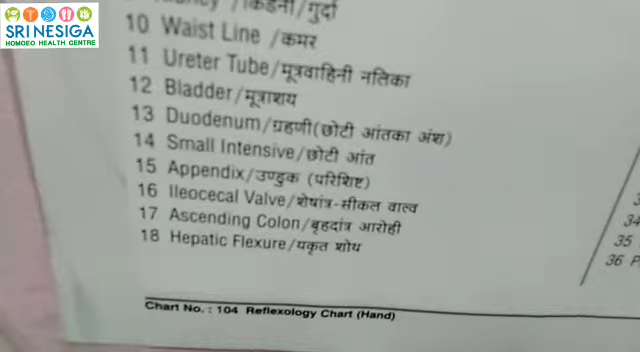 SRI NESIGA
HOMOEO HEALTH CENTRE
/किडनी/गुर्दा
10 Waist Line /कमर
11 Ureter Tube/मूत्रवाहिनी नलिका
12 Bladder/मूत्राशय
13 Duodenum/ग्रहणी(छोटी आंतका अंश)
14 Small Intensive/छोटी आंत
15 Appendix/उण्डुक (परिशिष्ट)
16 Ileocecal Valve/शेषांत्र-सीकल वाल्व
17 Ascending Colon/बृहदांत्र आरोही
18 Hepatic Flexure/यकृत शोय
34
35
36 P
Chart No. : 104 Reflexology Chart (Hand)